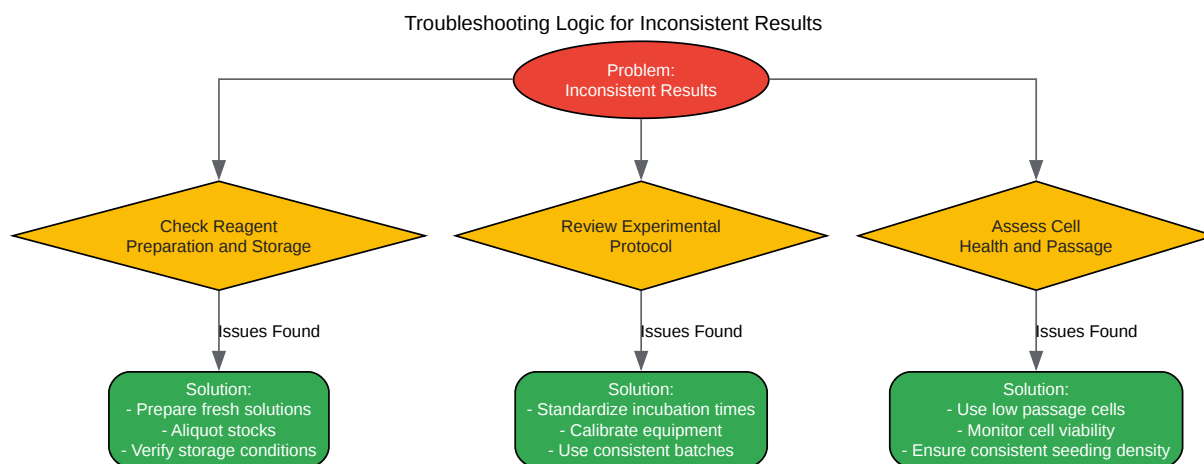 Troubleshooting Logic for Inconsistent Results
Problem:
Inconsistent Results
Check Reagent
Preparation and Storage
Review Experimental
Protocol
Assess Cell
Health and Passage
Issues Found
Issues Found
Issues Found
Solution:
- Prepare fresh solutions
- Aliquot stocks
- Verify storage conditions
Solution:
- Standardize incubation times
- Calibrate equipment
- Use consistent batches
Solution:
- Use low passage cells
- Monitor cell viability
- Ensure consistent seeding density